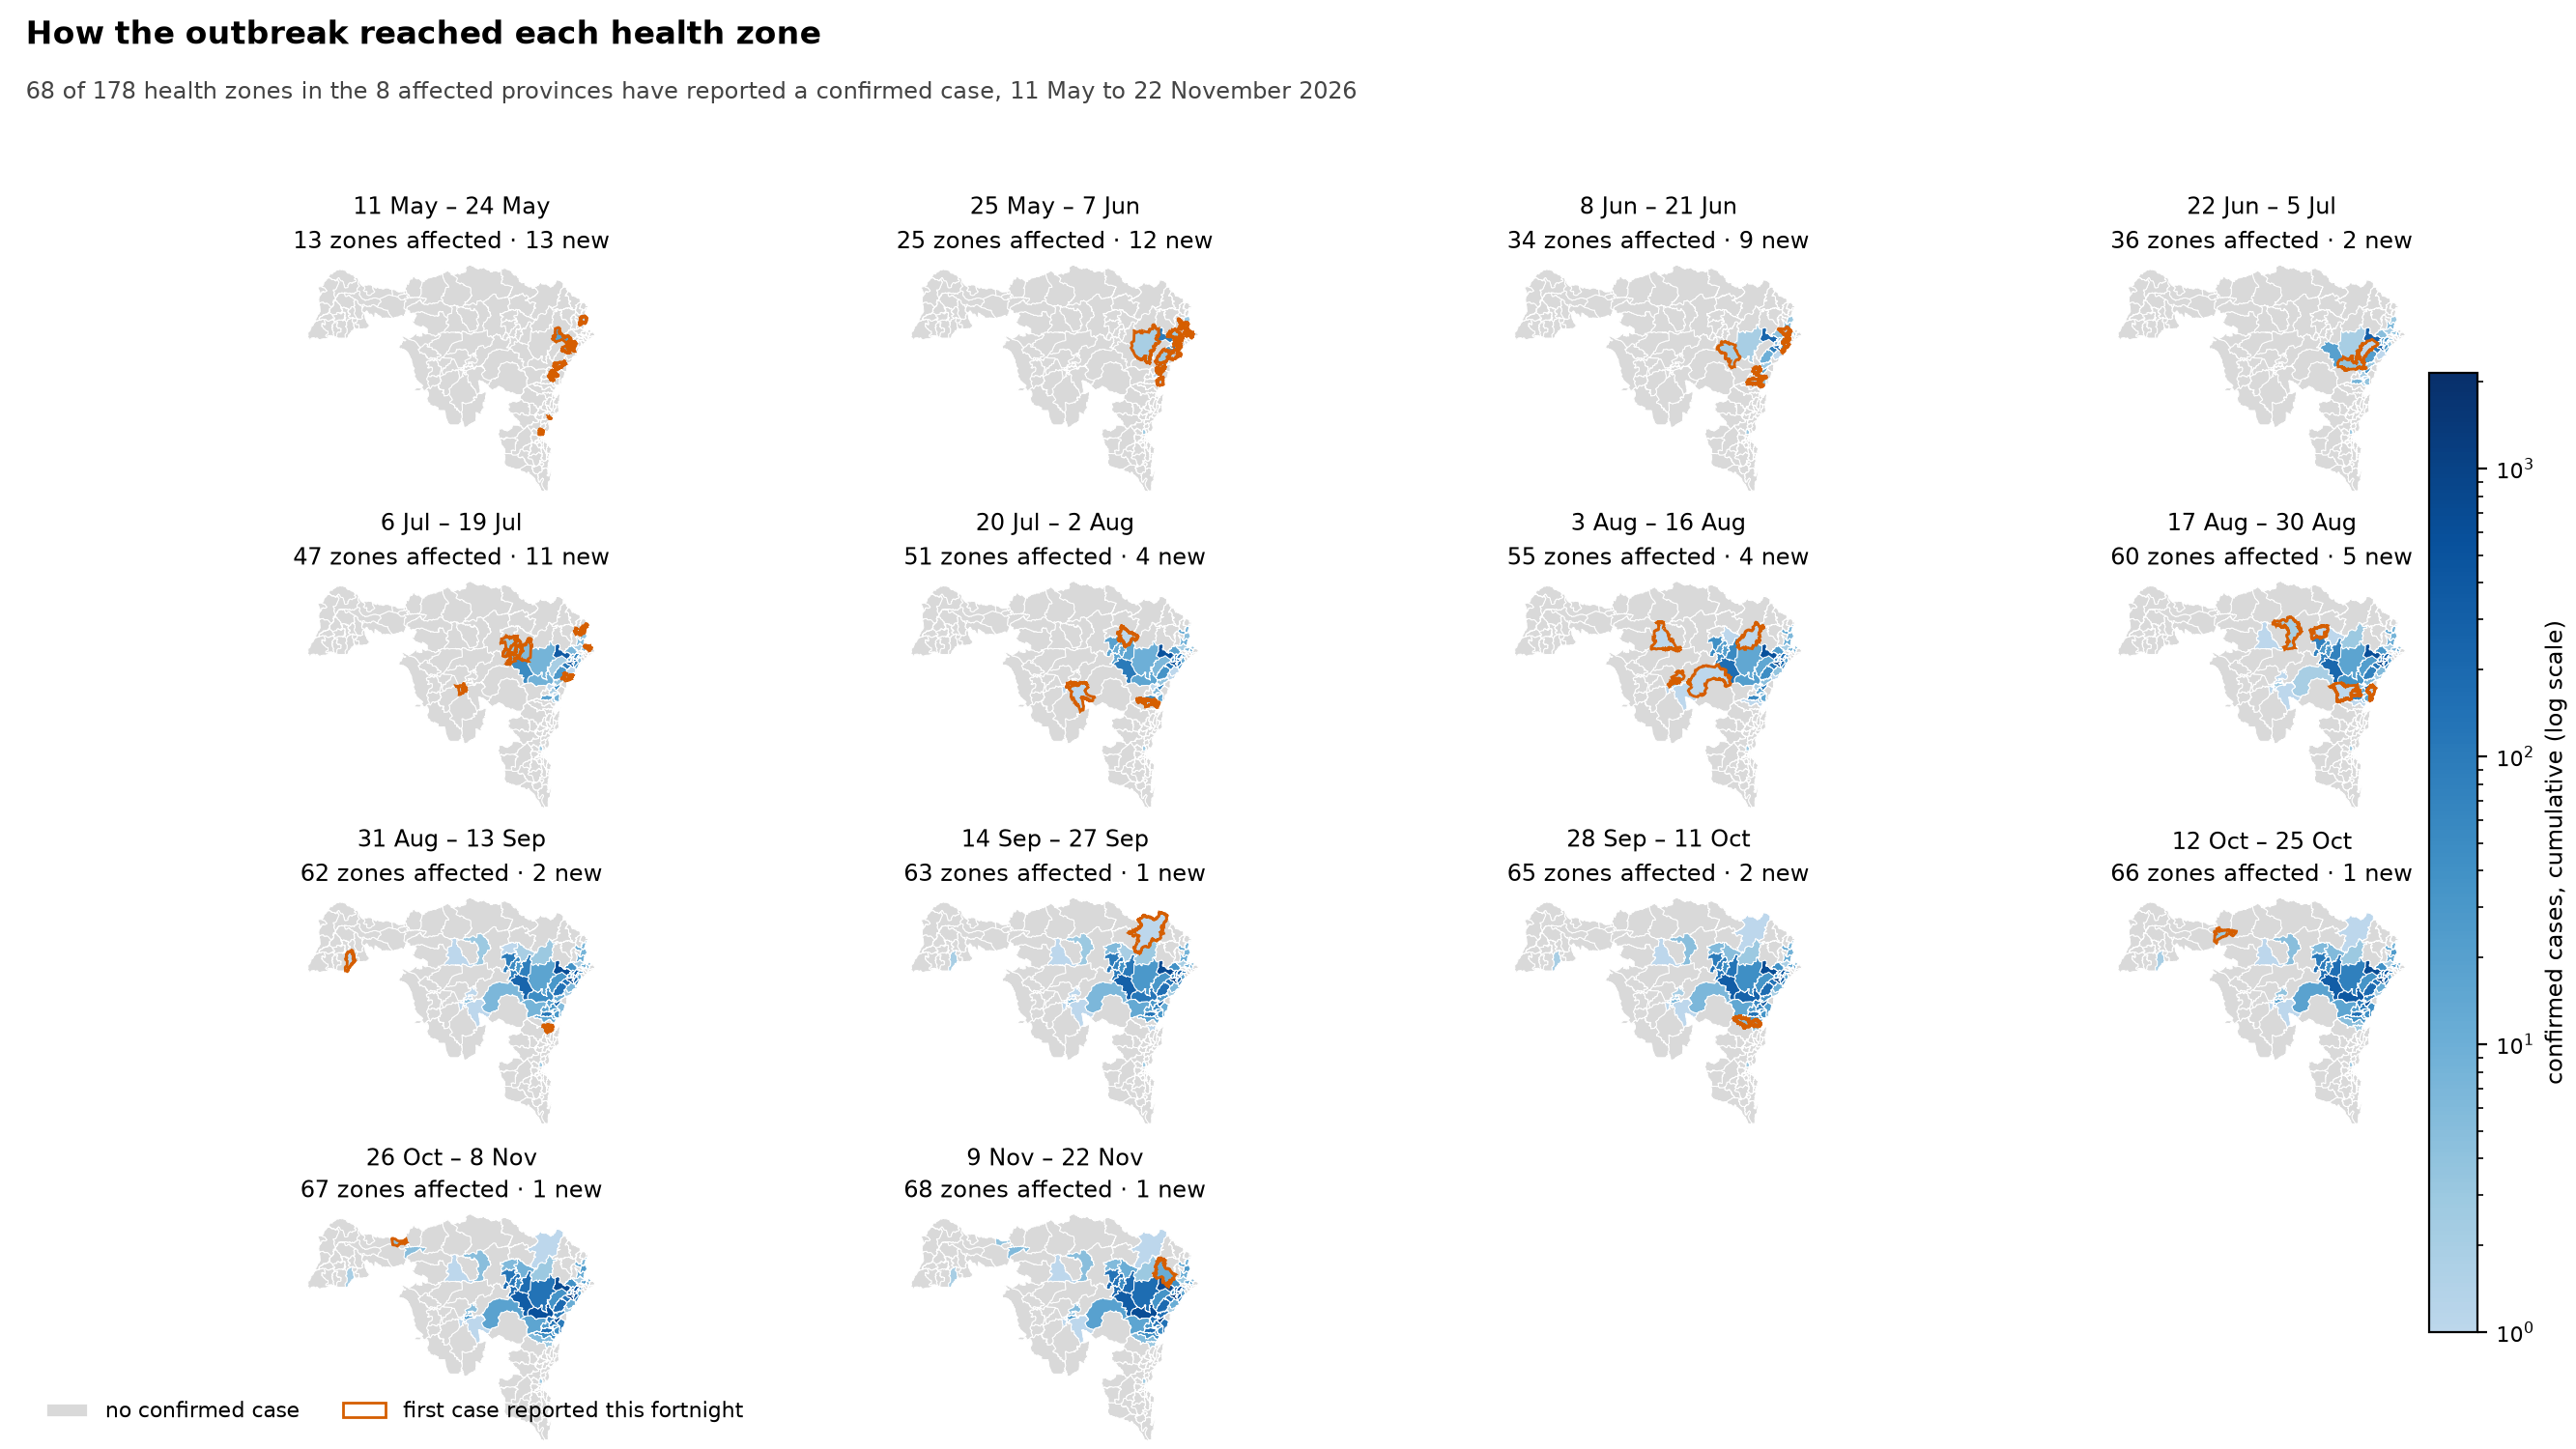 How the outbreak reached each health zone
68 of 178 health zones in the 8 affected provinces have reported a confirmed case, 11 May to 22 November 2026
11 May – 24 May
13 zones affected · 13 new
25 May – 7 Jun
25 zones affected · 12 new
8 Jun – 21 Jun
34 zones affected · 9 new
22 Jun – 5 Jul
36 zones affected · 2 new
6 Jul – 19 Jul
47 zones affected · 11 new
20 Jul – 2 Aug
51 zones affected · 4 new
3 Aug – 16 Aug
55 zones affected · 4 new
17 Aug – 30 Aug
60 zones affected · 5 new
31 Aug – 13 Sep
62 zones affected · 2 new
14 Sep – 27 Sep
63 zones affected · 1 new
28 Sep – 11 Oct
65 zones affected · 2 new
12 Oct – 25 Oct
66 zones affected · 1 new
26 Oct – 8 Nov
67 zones affected · 1 new
9 Nov – 22 Nov
68 zones affected · 1 new
no confirmed case
first case reported this fortnight
10³
10²
10¹
10⁰
confirmed cases, cumulative (log scale)